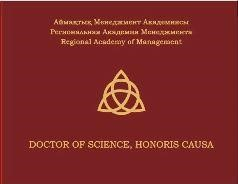 Аймақтық Менеджмент Академиясы
Региональная Академия Менеджмента
Regional Academy of Management
DOCTOR OF SCIENCE, HONORIS CAUSA